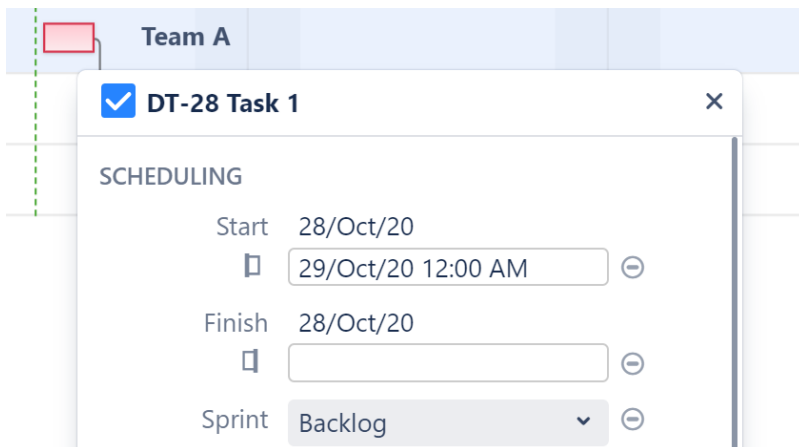 Team A
DT-28 Task 1
SCHEDULING
Start 28/Oct/20
29/Oct/20 12:00 AM
Finish 28/Oct/20
Sprint Backlog